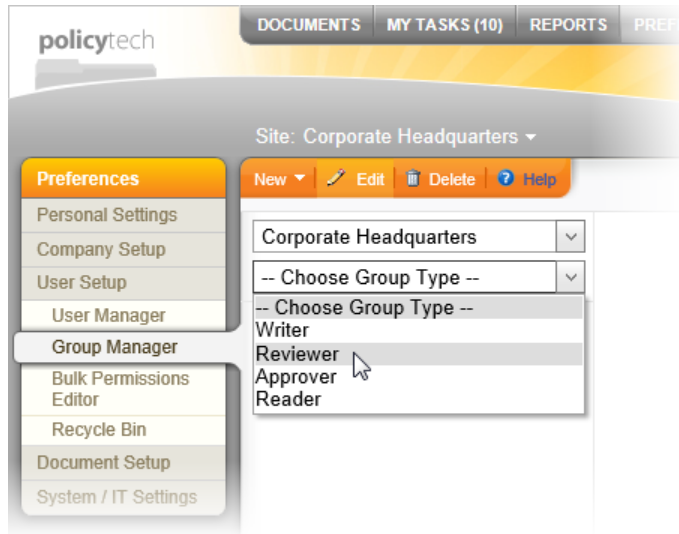 policytech
DOCUMENTS MY TASKS (10) REPORTS PREF
Site: Corporate Headquarters
Preferences
New Edit Delete Help
Personal Settings
Company Setup
User Setup
User Manager
Group Manager
Bulk Permissions
Editor
Recycle Bin
Document Setup
System / IT Settings
Corporate Headquarters
-- Choose Group Type --
-- Choose Group Type --
Writer
Reviewer
Approver
Reader